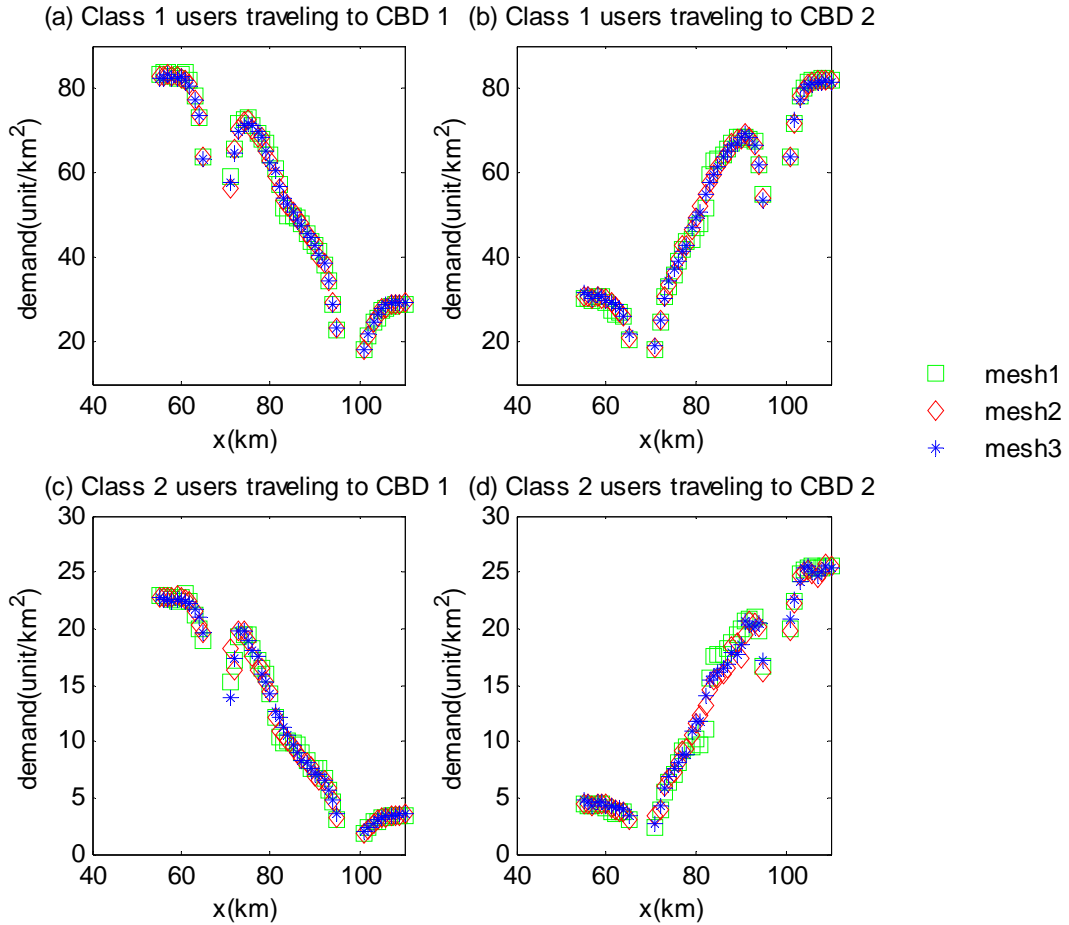 (a) Class 1 users traveling to CBD 1
(b) Class 1 users traveling to CBD 2
80
60
40
20
demand(unit/km²)
40 60 80 100
x(km)
80
60
40
20
demand(unit/km²)
40 60 80 100
x(km)
mesh1
mesh2
mesh3
(c) Class 2 users traveling to CBD 1
(d) Class 2 users traveling to CBD 2
30
25
20
15
10
5
0
demand(unit/km²)
40 60 80 100
x(km)
30
25
20
15
10
5
0
demand(unit/km²)
40 60 80 100
x(km)